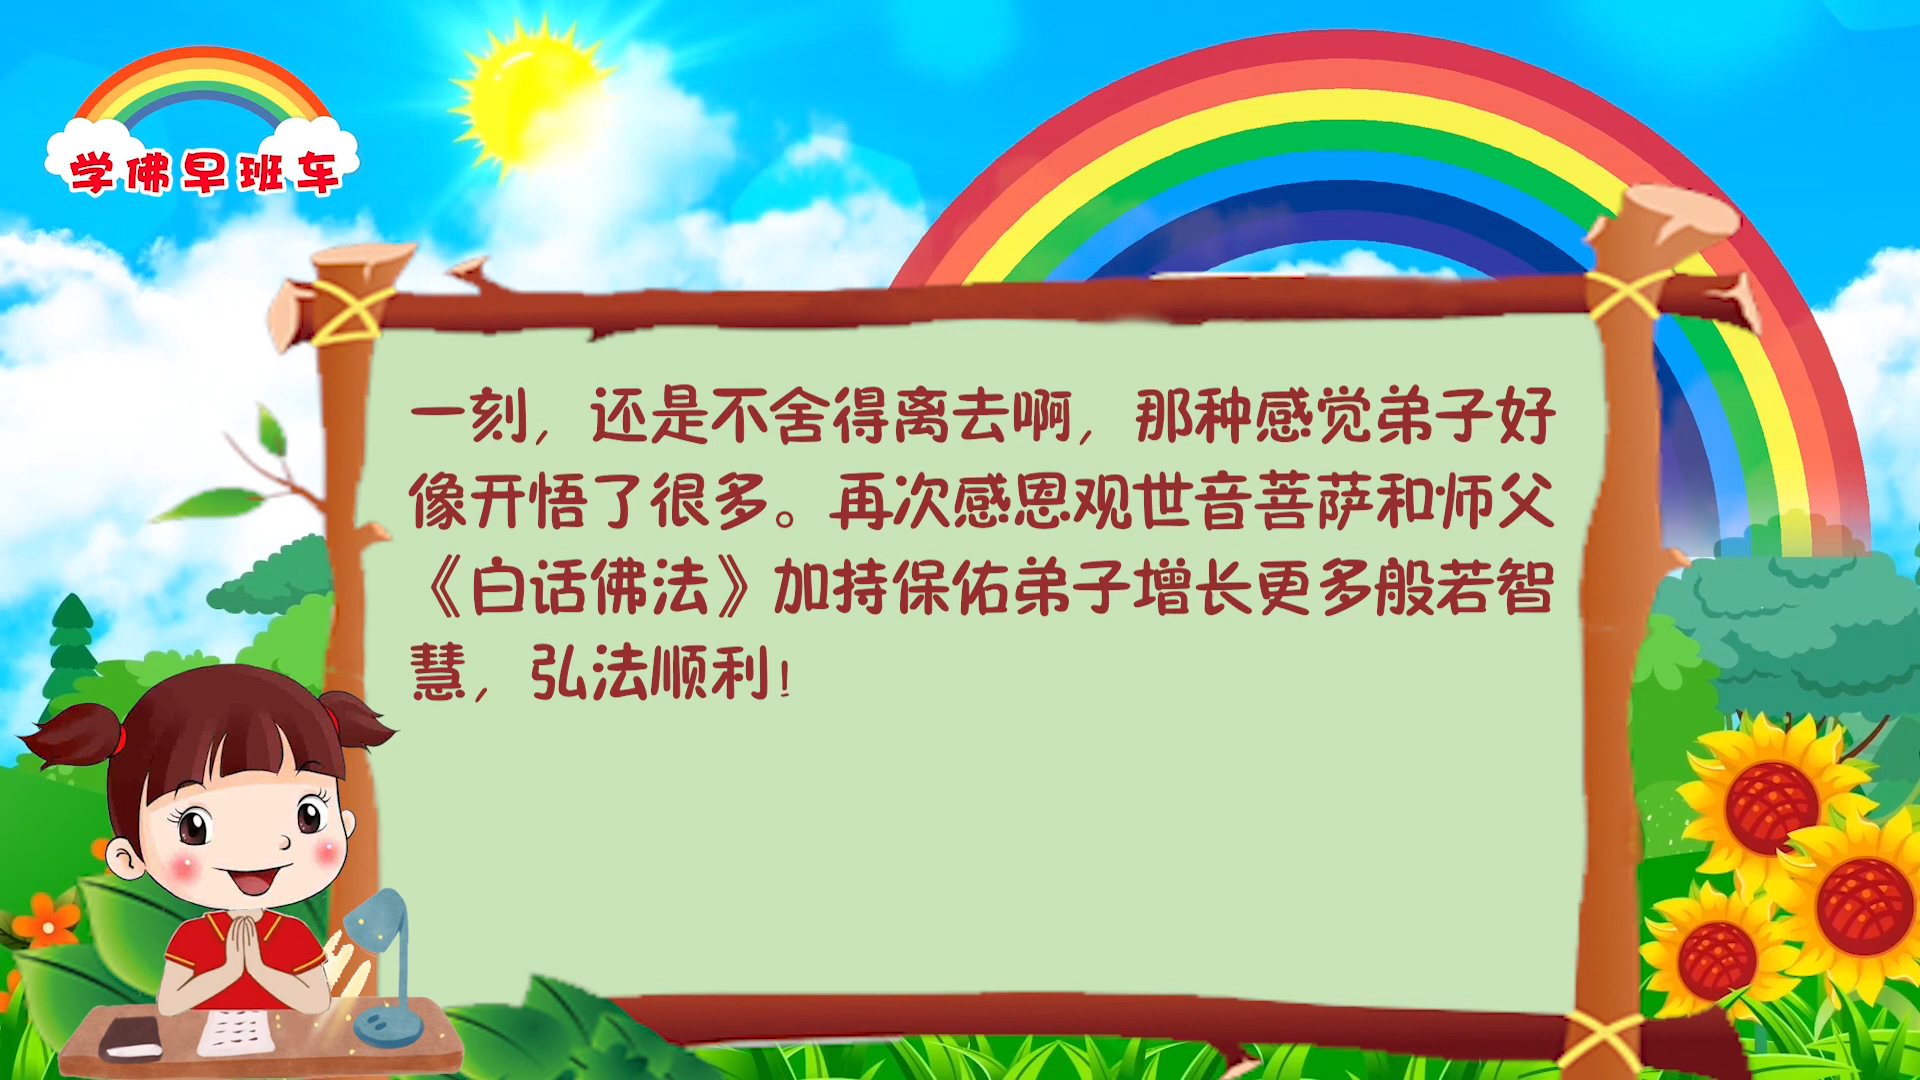 学佛早班车
一刻，还是不舍得离去啊，那种感觉弟子好
像开悟了很多。再次感恩观世音菩萨和师父
《白话佛法》加持保佑弟子增长更多般若智
慧，弘法顺利！